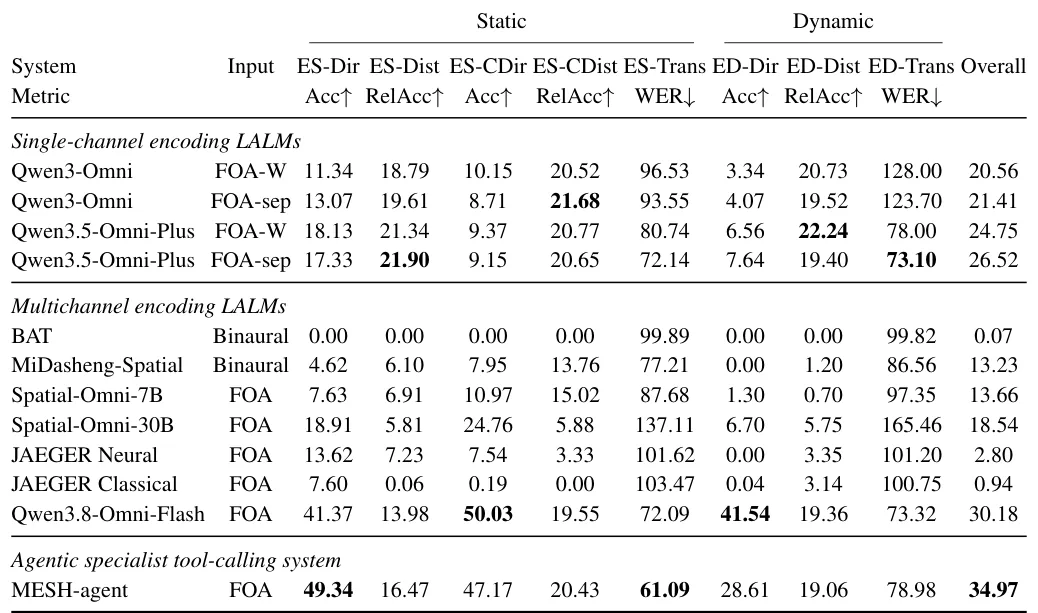 Static Dynamic
System Input ES-Dir ES-Dist ES-CDir ES-CDist ES-Trans ED-Dir ED-Dist ED-Trans Overall
Metric Acc↑ RelAcc↑ Acc↑ RelAcc↑ WER↓ Acc↑ RelAcc↑ WER↓
Single-channel encoding LALMs
Qwen3-Omni FOA-W 11.34 18.79 10.15 20.52 96.53 3.34 20.73 128.00 20.56
Qwen3-Omni FOA-sep 13.07 19.61 8.71 21.68 93.55 4.07 19.52 123.70 21.41
Qwen3.5-Omni-Plus FOA-W 18.13 21.34 9.37 20.77 80.74 6.56 22.24 78.00 24.75
Qwen3.5-Omni-Plus FOA-sep 17.33 21.90 9.15 20.65 72.14 7.64 19.40 73.10 26.52
Multichannel encoding LALMs
BAT Binaural 0.00 0.00 0.00 0.00 99.89 0.00 0.00 99.82 0.07
MiDasheng-Spatial Binaural 4.62 6.10 7.95 13.76 77.21 0.00 1.20 86.56 13.23
Spatial-Omni-7B FOA 7.63 6.91 10.97 15.02 87.68 1.30 0.70 97.35 13.66
Spatial-Omni-30B FOA 18.91 5.81 24.76 5.88 137.11 6.70 5.75 165.46 18.54
JAEGER Neural FOA 13.62 7.23 7.54 3.33 101.62 0.00 3.35 101.20 2.80
JAEGER Classical FOA 7.60 0.06 0.19 0.00 103.47 0.04 3.14 100.75 0.94
Qwen3.8-Omni-Flash FOA 41.37 13.98 50.03 19.55 72.09 41.54 19.36 73.32 30.18
Agentic specialist tool-calling system
MESH-agent FOA 49.34 16.47 47.17 20.43 61.09 28.61 19.06 78.98 34.97